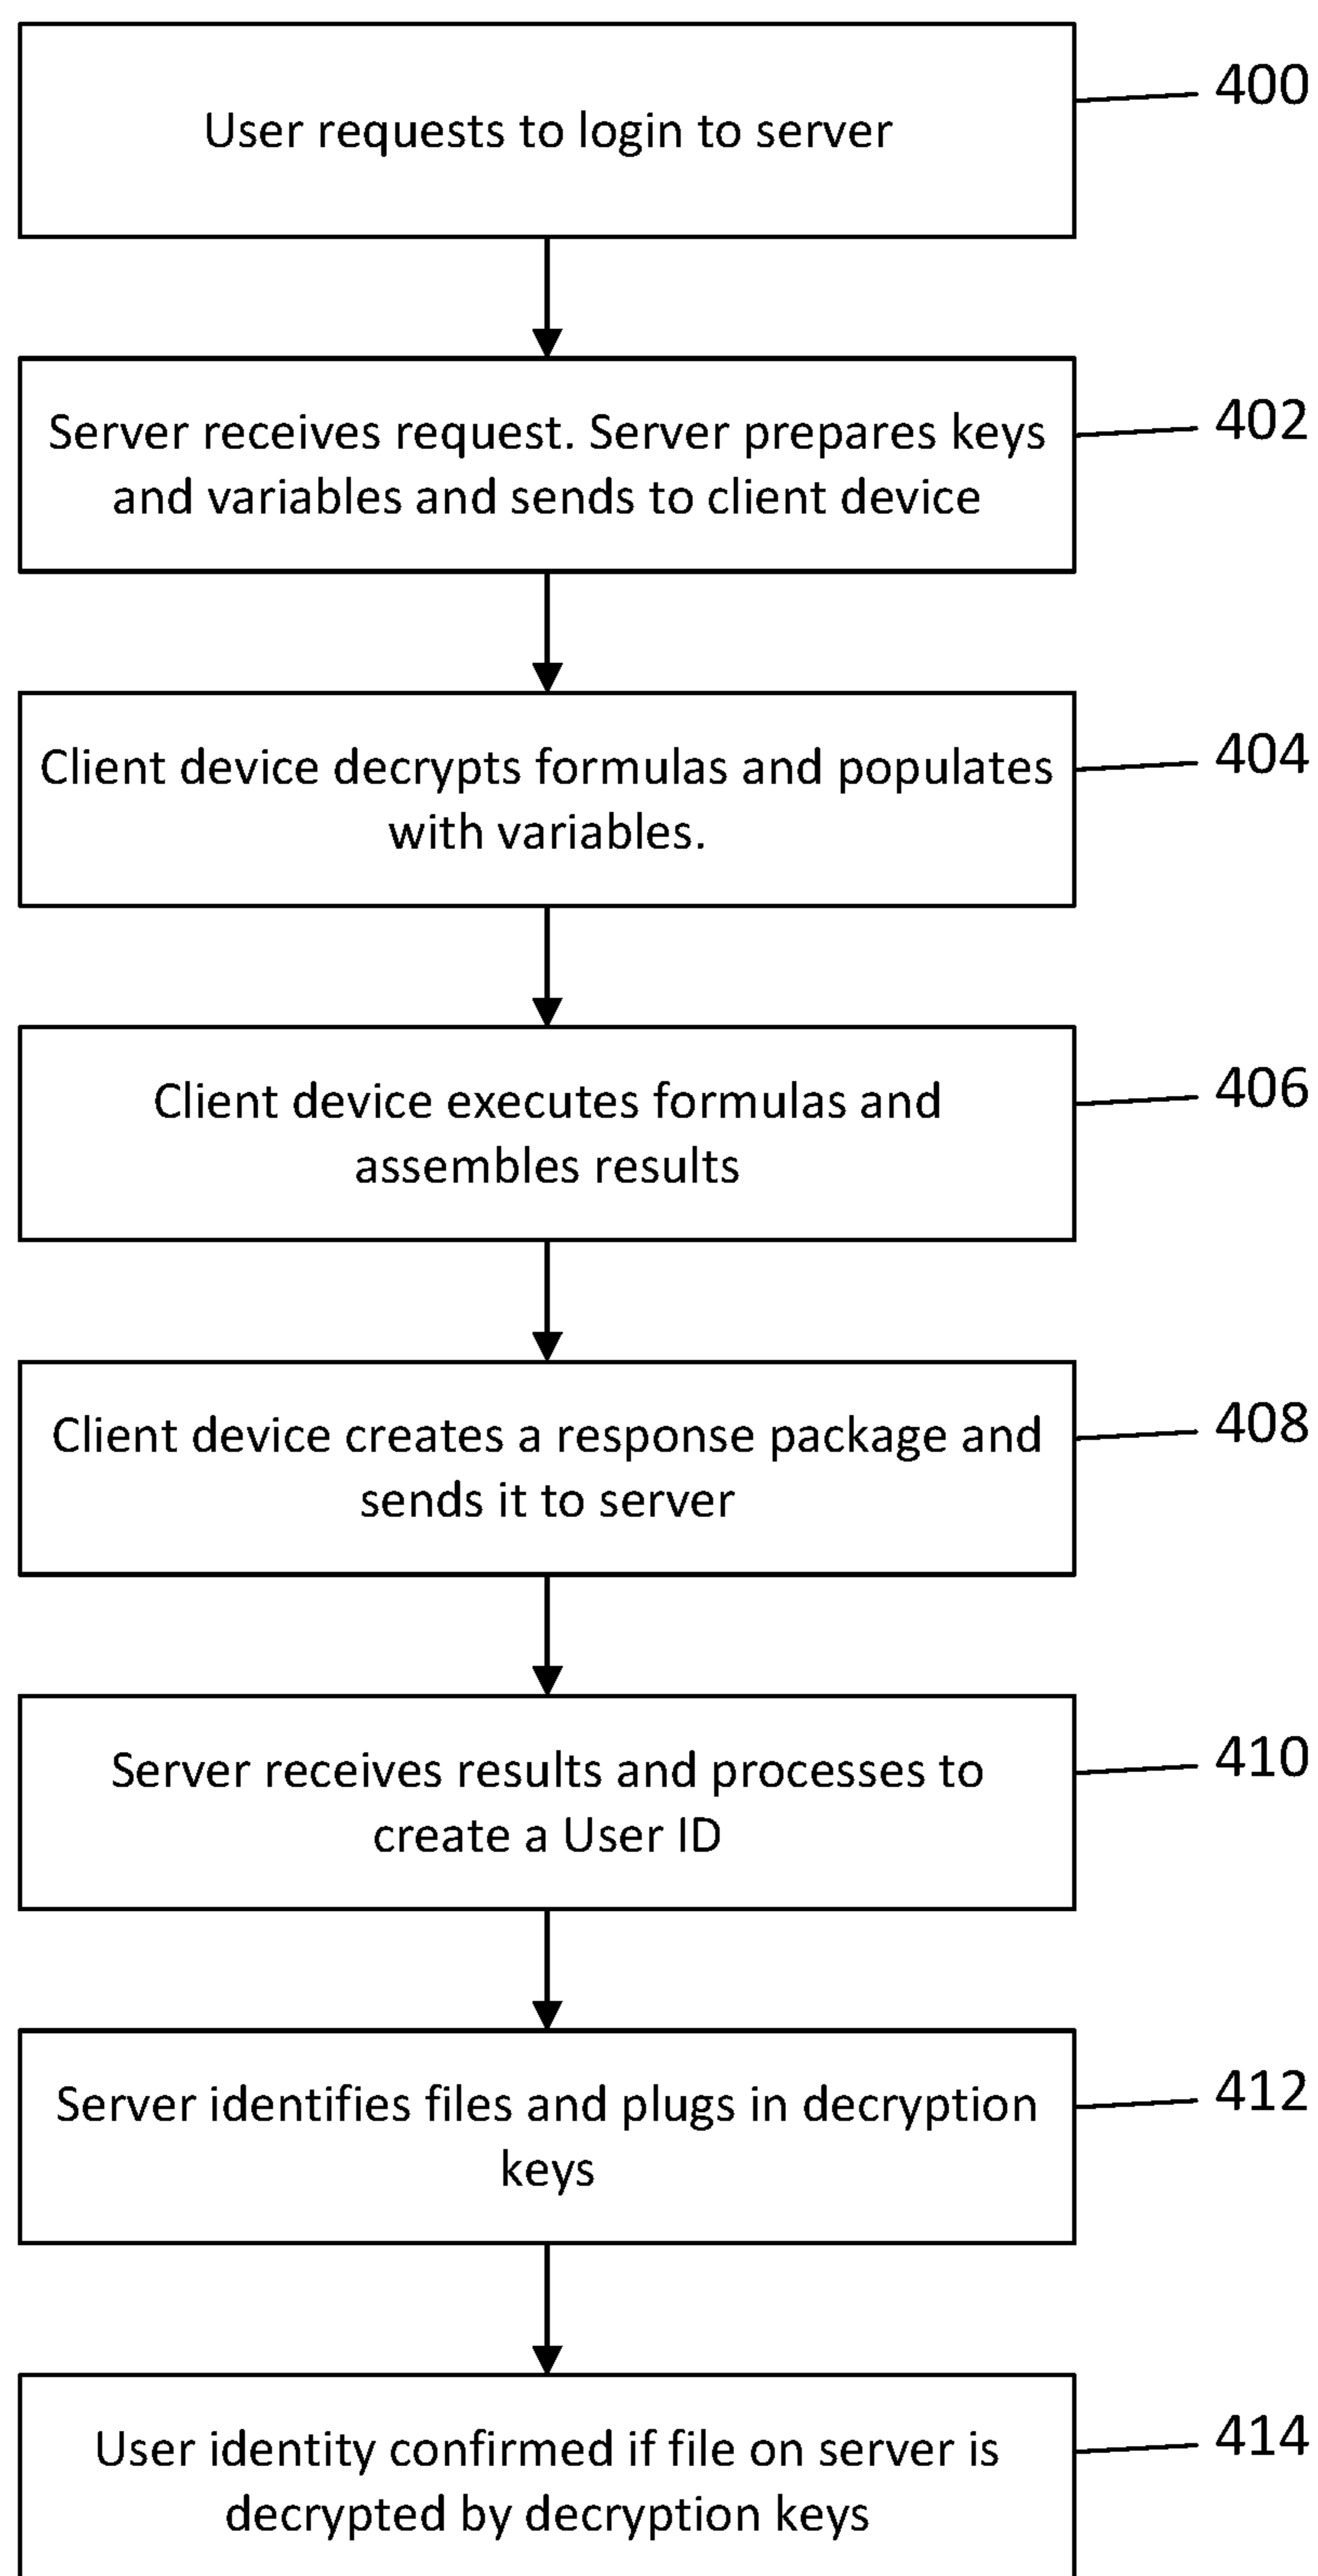 User requests to login to server
400
Server receives request. Server prepares keys
and variables and sends to client device
402
Client device decrypts formulas and populates
with variables.
404
Client device executes formulas and
assembles results
406
Client device creates a response package and
sends it to server
408
Server receives results and processes to
create a User ID
410
Server identifies files and plugs in decryption
keys
412
User identity confirmed if file on server is
decrypted by decryption keys
414